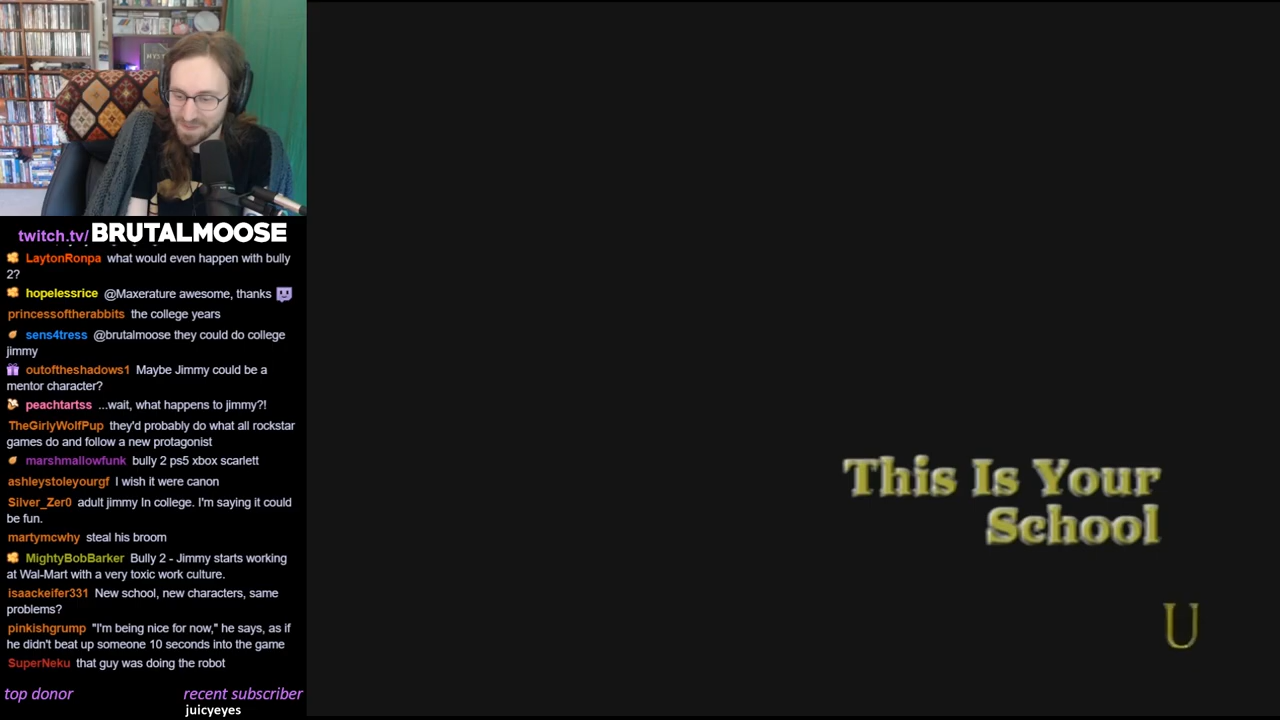 twitch.tv/BRUTALMOOSE
LaytonRonpa what would even happen with bully
2?
hopelessrice @Maxerature awesome, thanks
princessoftherabbits the college years
sens4tress @brutalmoose they could do college
jimmy
outoftheshadows1 Maybe Jimmy could be a
mentor character?
peachtartss ...wait, what happens to jimmy?!
TheGirlyWolfPup they'd probably do what all rockstar
games do and follow a new protagonist
marshmallowfunk bully 2 ps5 xbox scarlett
ashleystoleyourgf I wish it were canon
Silver_Zer0 adult jimmy In college. I'm saying it could
be fun.
martymcwhy steal his broom
MightyBobBarker Bully 2 - Jimmy starts working
at Wal-Mart with a very toxic work culture.
isaackeifer331 New school, new characters, same
problems?
pinkishgrump "I'm being nice for now," he says, as if
he didn't beat up someone 10 seconds into the game
SuperNeku that guy was doing the robot
top donor recent subscriber
juicyeyes
This Is Your
School
U